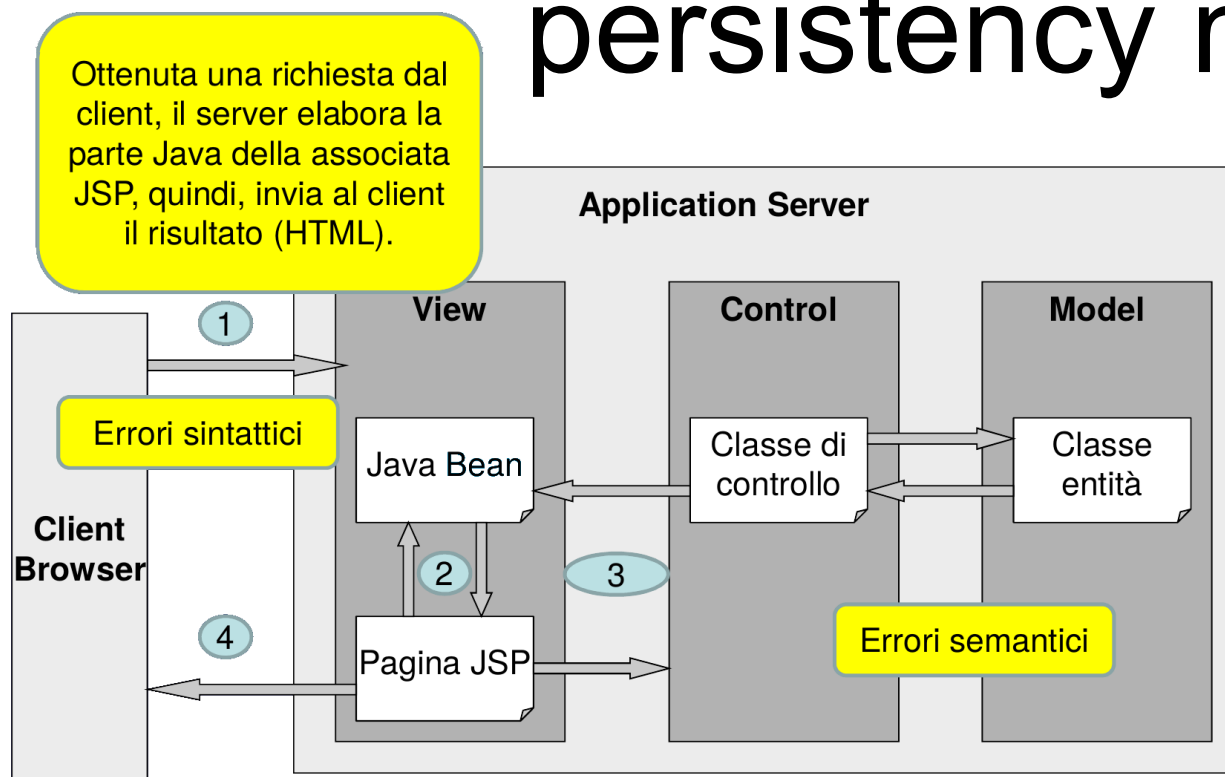 persistency
Ottenuta una richiesta dal
client, il server elabora la
parte Java della associata
JSP, quindi, invia al client
il risultato (HTML).
Application Server
View
Control
Model
1
Errori sintattici
Java Bean
Classe di
controllo
Classe
entità
Client
Browser
2
3
4
Pagina JSP
Errori semantici